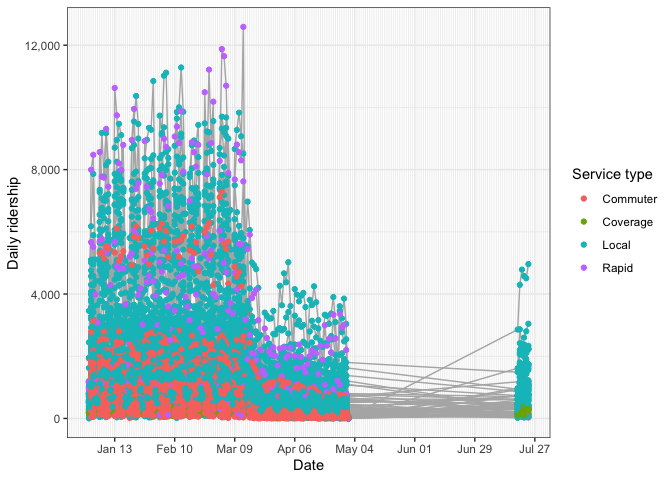 12,000
8,000
4,000
0
Daily ridership
Jan 13 Feb 10 Mar 09 Apr 06 May 04 Jun 01 Jun 29 Jul 27
Date
Service type
Commuter
Coverage
Local
Rapid